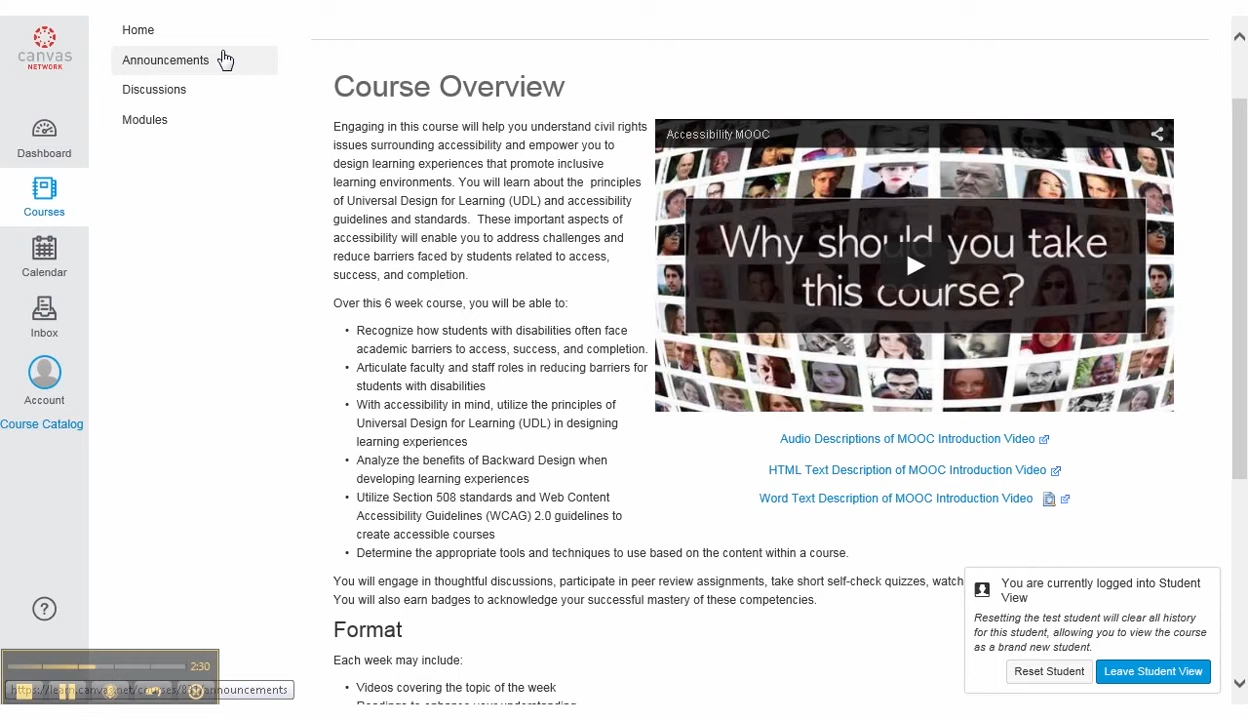 canvas
NETWORK
Dashboard
Courses
Calendar
Inbox
Account
Course Catalog
Home
Announcements
Discussions
Modules
Course Overview
Engaging in this course will help you understand civil rights
issues surrounding accessibility and empower you to
design learning experiences that promote inclusive
learning environments. You will learn about the principles
of Universal Design for Learning (UDL) and accessibility
guidelines and standards. These important aspects of
accessibility will enable you to address challenges and
reduce barriers faced by students related to access,
success, and completion.
Over this 6 week course, you will be able to:
• Recognize how students with disabilities often face
academic barriers to access, success, and completion.
• Articulate faculty and staff roles in reducing barriers for
students with disabilities
• With accessibility in mind, utilize the principles of
Universal Design for Learning (UDL) in designing
learning experiences
• Analyze the benefits of Backward Design when
developing learning experiences
• Utilize Section 508 standards and Web Content
Accessibility Guidelines (WCAG) 2.0 guidelines to
create accessible courses
• Determine the appropriate tools and techniques to use based on the content within a course.
Accessibility MOOC
Why should you take
this course?
Audio Descriptions of MOOC Introduction Video
HTML Text Description of MOOC Introduction Video
Word Text Description of MOOC Introduction Video
You will engage in thoughtful discussions, participate in peer review assignments, take short self-check quizzes, watch
You will also earn badges to acknowledge your successful mastery of these competencies.
Format
Each week may include:
• Videos covering the topic of the week
• Readings to enhance your understanding
You are currently logged into Student
View
Resetting the test student will clear all history
for this student, allowing you to view the course
as a brand new student.
Reset Student
Leave Student View
?
2:30